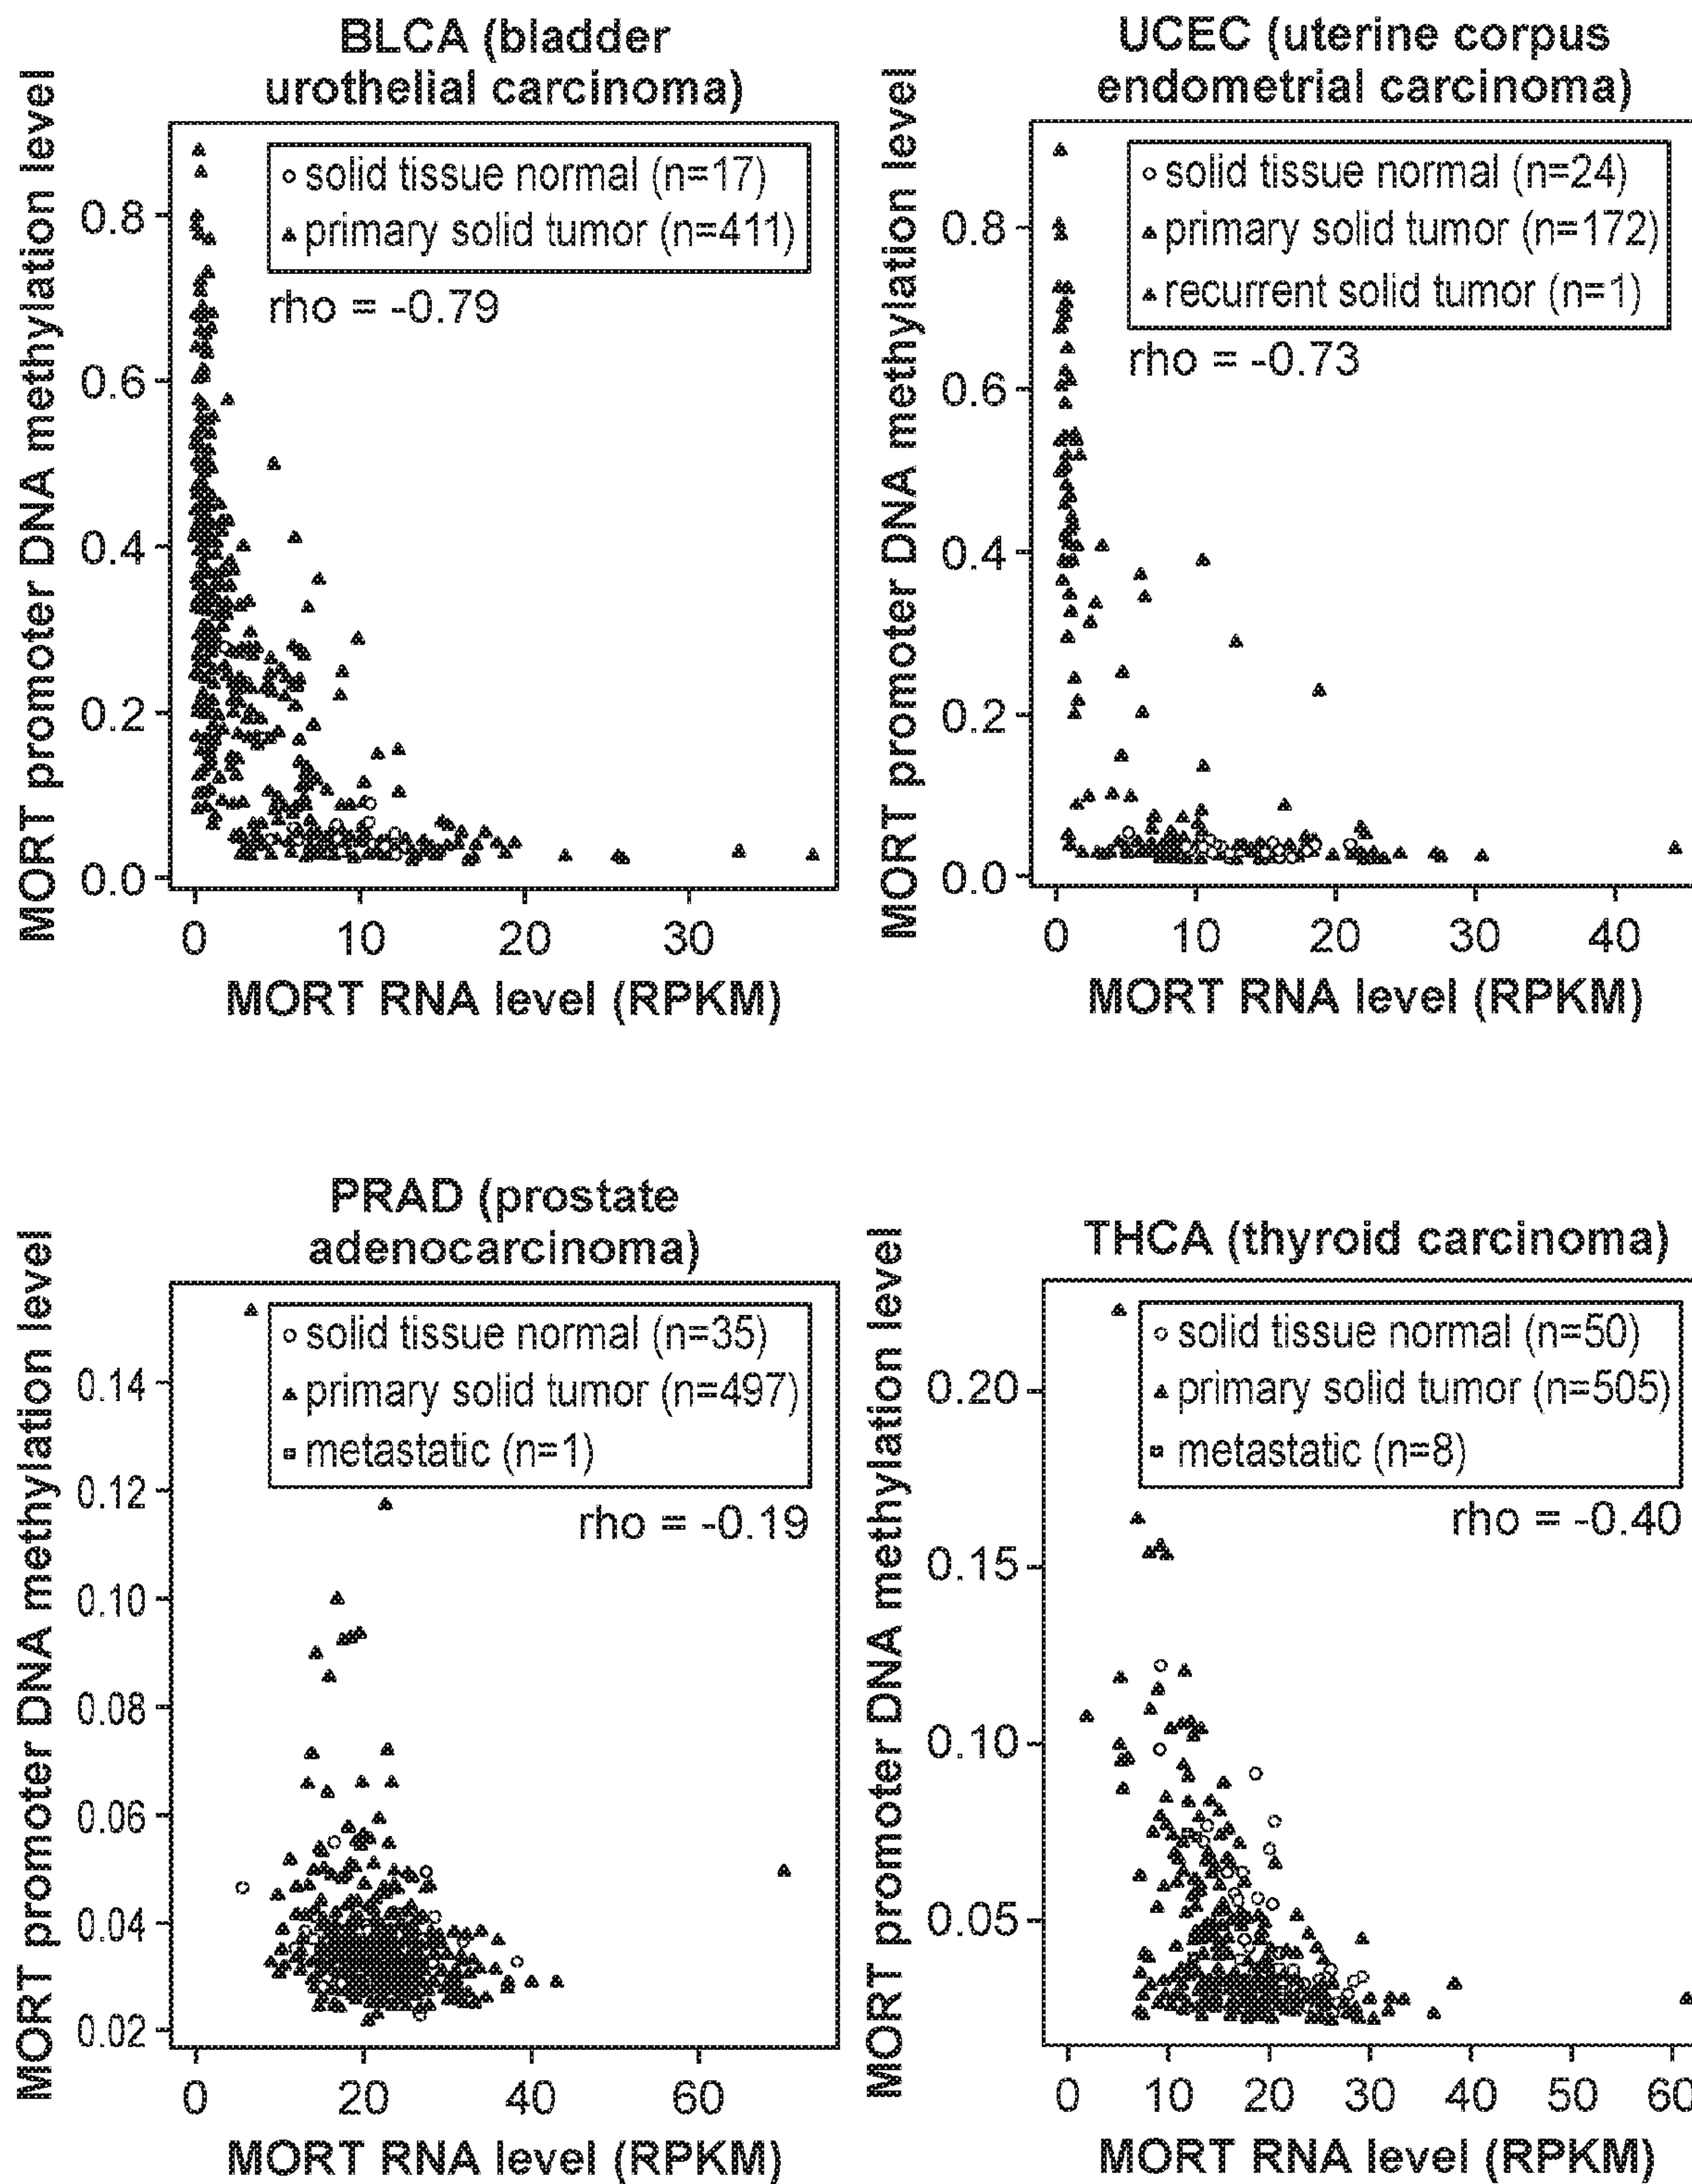 BLCA (bladder
urothelial carcinoma)
MORT promoter DNA methylation level
0.8
0.6
0.4
0.2
0.0
○ solid tissue normal (n=17)
▲ primary solid tumor (n=411)
rho = -0.79
0 10 20 30
MORT RNA level (RPKM)
UCEC (uterine corpus
endometrial carcinoma)
MORT promoter DNA methylation level
0.8
0.6
0.4
0.2
0.0
○ solid tissue normal (n=24)
▲ primary solid tumor (n=172)
▲ recurrent solid tumor (n=1)
rho = -0.73
0 10 20 30 40
MORT RNA level (RPKM)
PRAD (prostate
adenocarcinoma)
MORT promoter DNA methylation level
0.14
0.12
0.10
0.08
0.06
0.04
0.02
○ solid tissue normal (n=35)
▲ primary solid tumor (n=497)
□ metastatic (n=1)
rho = -0.19
0 20 40 60
MORT RNA level (RPKM)
THCA (thyroid carcinoma)
MORT promoter DNA methylation level
0.20
0.15
0.10
0.05
○ solid tissue normal (n=50)
▲ primary solid tumor (n=505)
□ metastatic (n=8)
rho = -0.40
0 10 20 30 40 50 60
MORT RNA level (RPKM)